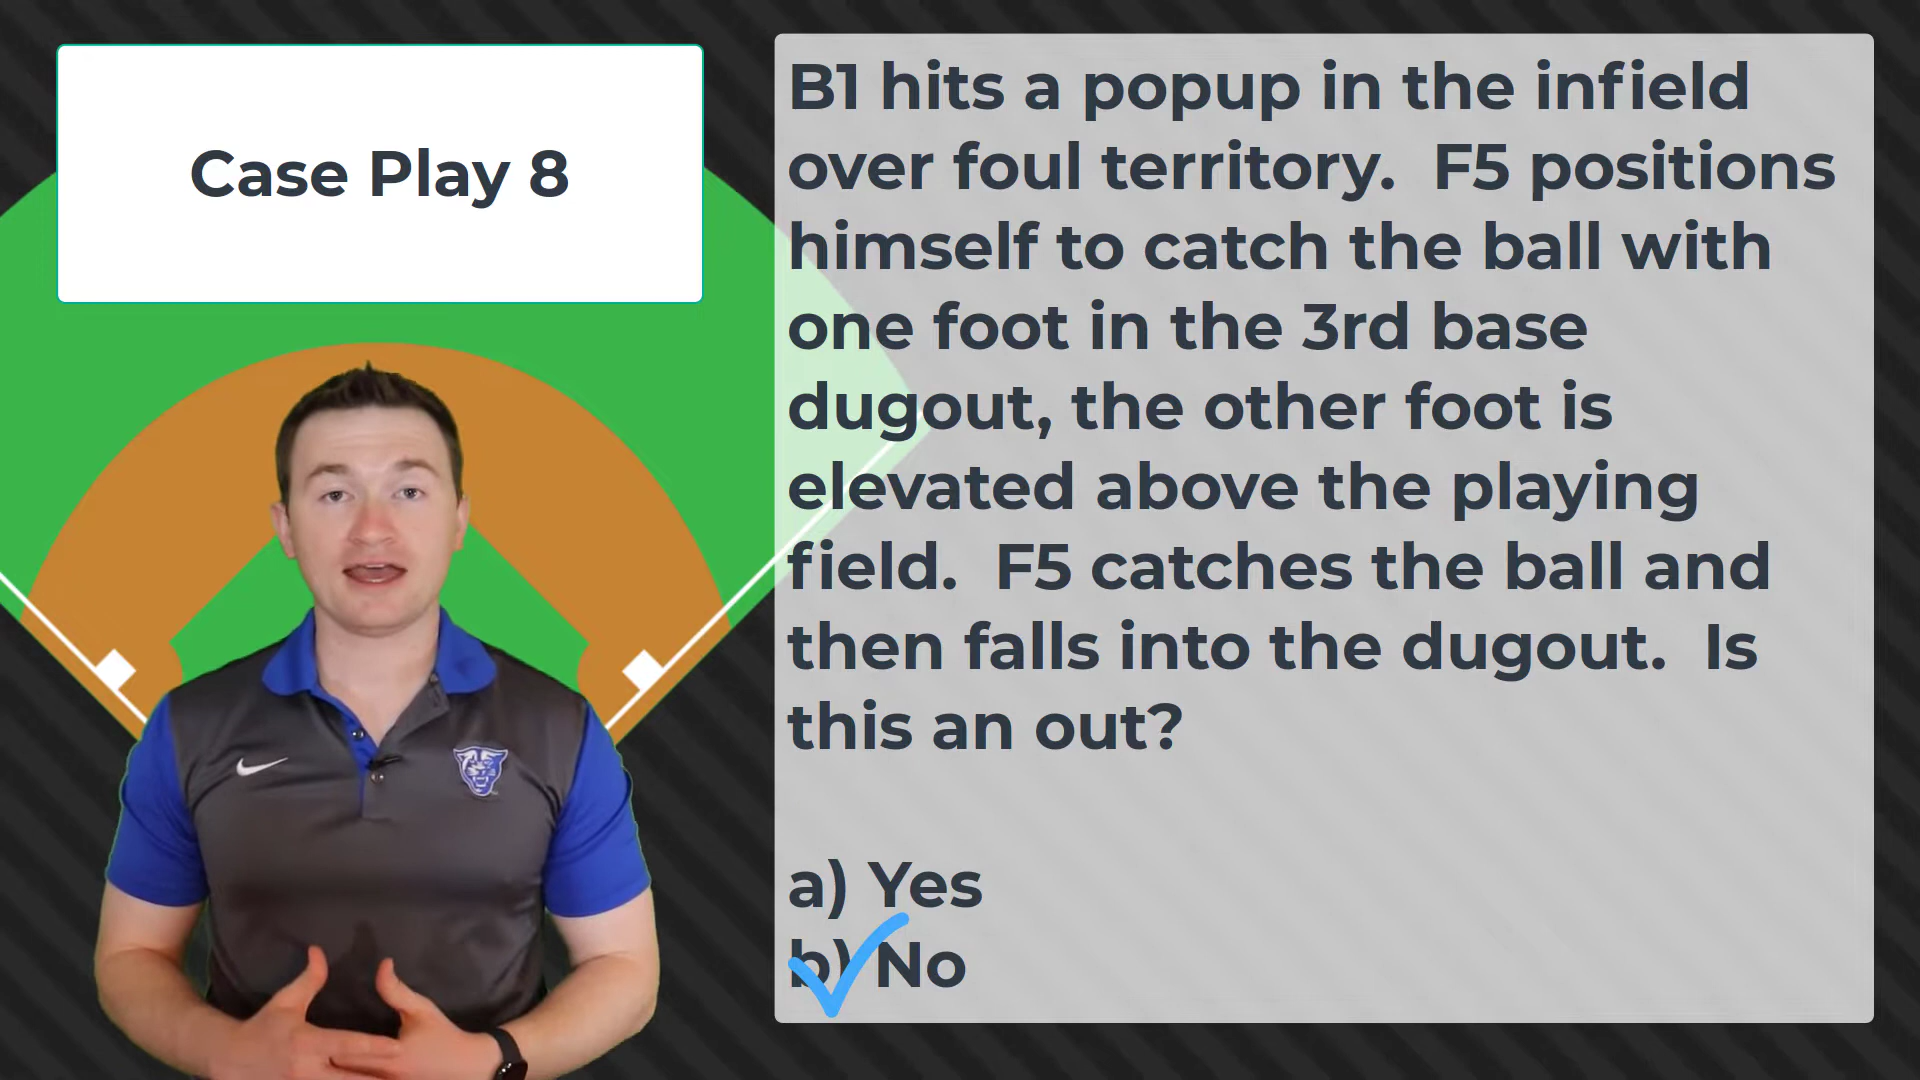 Case Play 8
B1 hits a popup in the infield
over foul territory.  F5 positions
himself to catch the ball with
one foot in the 3rd base
dugout, the other foot is
elevated above the playing
field.  F5 catches the ball and
then falls into the dugout.  Is
this an out?
a) Yes
b) No